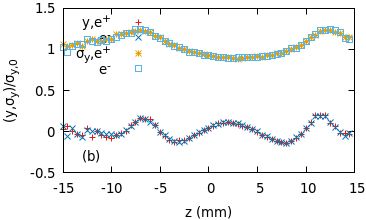 1.5
1
0.5
0
-0.5
(y,σy)/σy,0
y,e+
e-
σy,e+
e-
(b)
-15 -10 -5 0 5 10 15
z (mm)